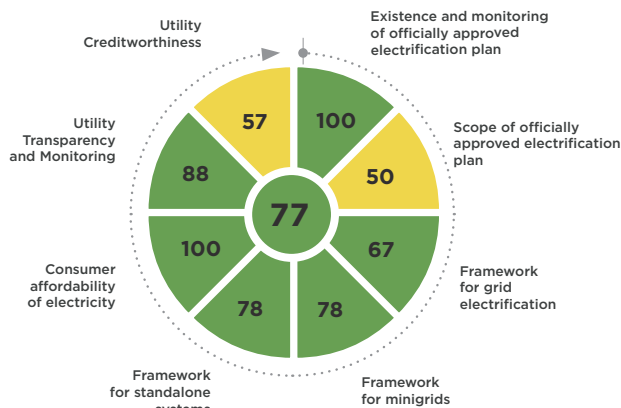 Existence and monitoring
of officially approved
electrification plan
Scope of officially
approved electrification
plan
Framework
for grid
electrification
Framework
for minigrids
Framework
for standalone
systems
Consumer
affordability
of electricity
Utility
Transparency
and Monitoring
Utility
Creditworthiness
100
50
67
78
78
100
88
57
77